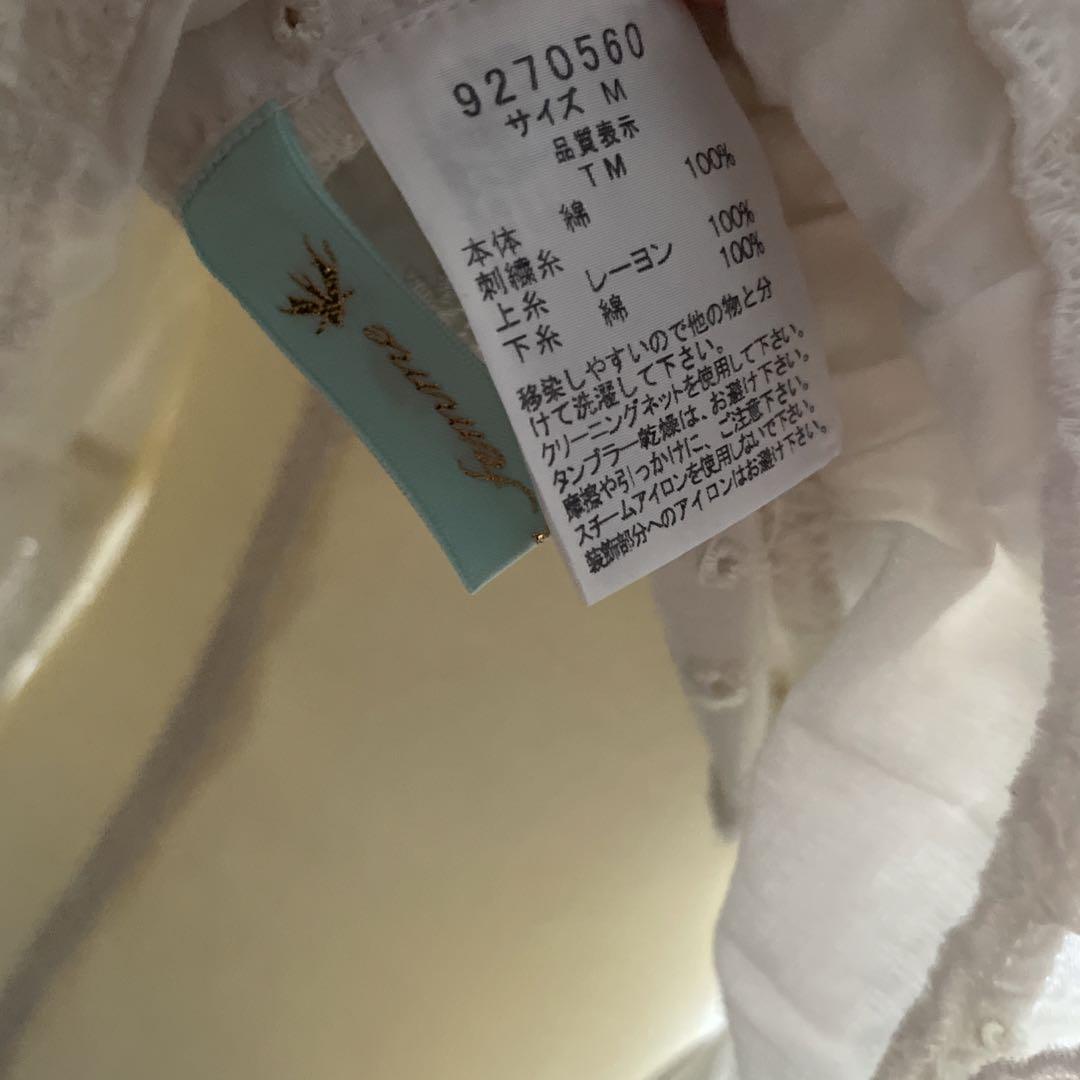 9270560
サイズ M
品質表示
TM
本体 綿 100%
刺繍糸
上糸 レーヨン 100%
下糸 綿 100%
移染しやすいので他の物と分
けて洗濯して下さい。
クリーニングネットを使用して下さい。
タンブラー乾燥は、お避け下さい。
摩擦や引っかけに、ご注意下さい。
スチームアイロンを使用しないで下さい。
装飾部分へのアイロンはお避け下さい。